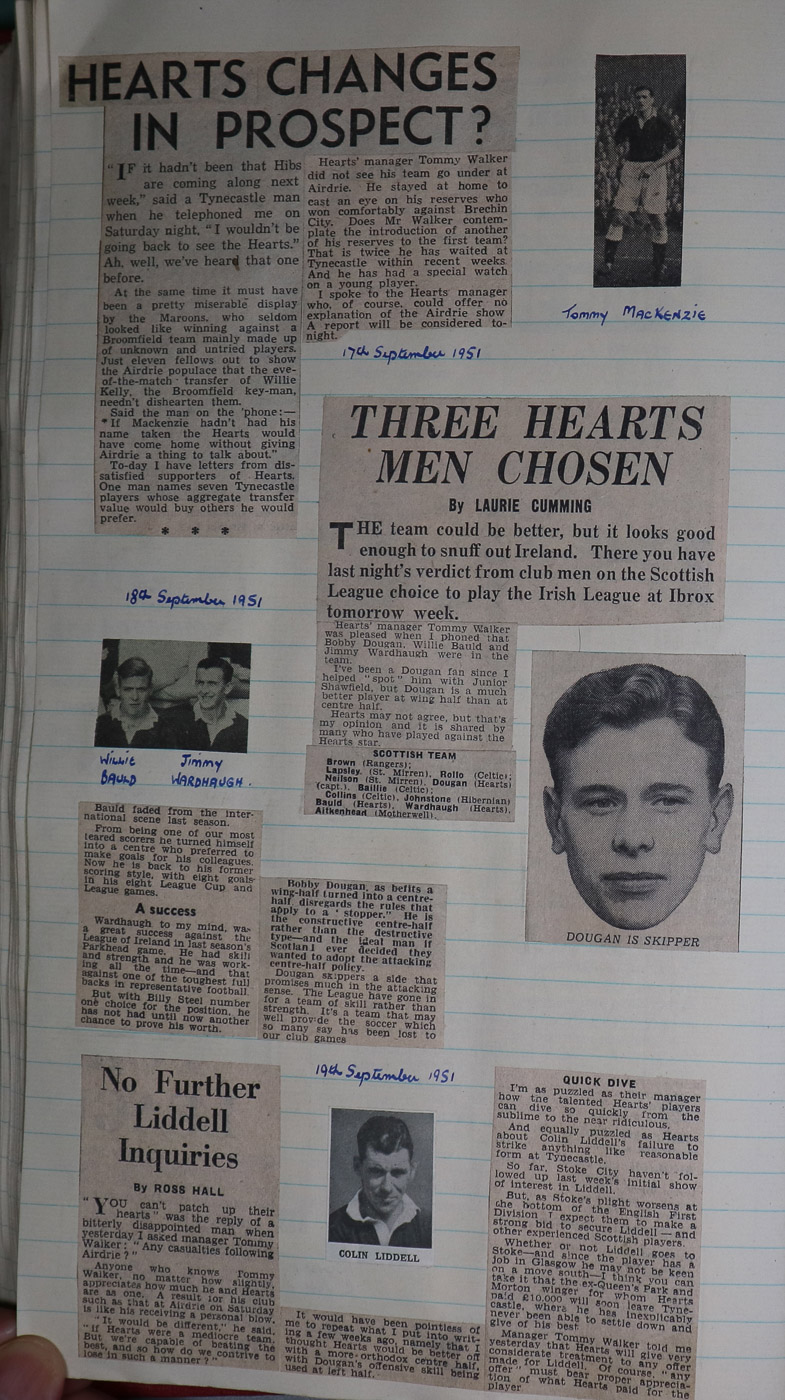 HEARTS CHANGES
IN PROSPECT?
"IF it hadn't been that Hibs
are coming along next
week," said a Tynecastle man
when he telephoned me on
Saturday night, "I wouldn't be
going back to see the Hearts."
Ah, well, we've heard that one
before.
At the same time it must have
been a pretty miserable display
by the Maroons, who seldom
looked like winning against a
Broomfield team mainly made up
of unknown and untried players.
Just eleven fellows out to show
the Airdrie populace that the eve-
of-the-match transfer of Willie
Kelly, the Broomfield key-man,
needn't dishearten them.
Said the man on the 'phone:—
"If Mackenzie hadn't had his
name taken the Hearts would
have come home without giving
Airdrie a thing to talk about."
To-day I have letters from dis-
satisfied supporters of Hearts.
One man names seven Tynecastle
players whose aggregate transfer
value would buy others he would
prefer.
* * *
Hearts' manager Tommy Walker
did not see his team go under at
Airdrie. He stayed at home to
cast an eye on his reserves who
won comfortably against Brechin
City. Does Mr Walker contem-
plate the introduction of another
of his reserves to the first team?
That is twice he has waited at
Tynecastle within recent weeks.
And he has had a special watch
on a young player.
I spoke to the Hearts manager
who, of course, could offer no
explanation of the Airdrie show
A report will be considered to-
night.
17th September 1951
Tommy MACKENZIE
THREE HEARTS
MEN CHOSEN
By LAURIE CUMMING
THE team could be better, but it looks good
enough to snuff out Ireland. There you have
last night's verdict from club men on the Scottish
League choice to play the Irish League at Ibrox
tomorrow week.
Hearts' manager Tommy Walker
was pleased when I phoned that
Bobby Dougan, Willie Bauld and
Jimmy Wardhaugh were in the
team.
I've been a Dougan fan since I
helped "spot" him with Junior
Shawfield, but Dougan is a much
better player at wing half than at
centre half.
Hearts may not agree, but that's
my opinion and it is shared by
many who have played against the
Hearts star.
SCOTTISH TEAM
Brown (Rangers);
Lapsley, (St. Mirren), Rollo (Celtic);
Neilson (St. Mirren), Dougan (Hearts)
(capt.), Baillie (Celtic);
Collins (Celtic), Johnstone (Hibernian)
Bauld (Hearts), Wardhaugh (Hearts),
Aitkenhead (Motherwell).
DOUGAN IS SKIPPER
18th September 1951
WILLIE BAULD
Jimmy WARDHAUGH.
Bauld faded from the inter-
national scene last season.
From being one of our most
feared scorers he turned himself
into a centre who preferred to
make goals for his colleagues.
Now he is back to his former
scoring style, with eight goals
in his eight League Cup and
League games.
A success
Wardhaugh to my mind, was
a great success against the
League of Ireland in last season's
Parkhead game. He had skill
and strength and he was work-
ing all the time—and that
against one of the toughest full
backs in representative football.
But with Billy Steel number
one choice for the position, he
has not had until now another
chance to prove his worth.
Bobby Dougan, as befits a
wing-half turned into a centre-
half, disregards the rules that
apply to a "stopper." He is
the constructive centre-half
rather than the destructive
type—and the ideal man if
Scotland ever decided they
wanted to adopt the attacking
centre-half policy.
Dougan skippers a side that
promises much in the attacking
sense. The League have gone in
for a team of skill rather than
strength. It's a team that may
well provide the soccer which
so many say has been lost to
our club games
19th September 1951
No Further
Liddell
Inquiries
By ROSS HALL
"YOU can't patch up their
hearts" was the reply of a
bitterly disappointed man when
yesterday I asked manager Tommy
Walker: "Any casualties following
Airdrie?"
Anyone who knows Tommy
Walker, no matter how slightly,
appreciates how much he and Hearts
are as one. A result for his club
such as that at Airdrie on Saturday
is like his receiving a personal blow.
"It would be different," he said,
"if Hearts were a mediocre team.
But we're capable of beating the
best, and so how do we contrive to
lose in such a manner?"
COLIN LIDDELL
It would have been pointless of
me to repeat what I put into writ-
ing a few weeks ago, namely that I
thought Hearts would be better off
with a more orthodox centre half,
with Dougan's offensive skill being
used at left half.
QUICK DIVE
I'm as puzzled as their manager
how the talented Hearts' players
can dive so quickly from the
sublime to the near ridiculous.
And equally puzzled as Hearts
about Colin Liddell's failure to
strike anything like reasonable
form at Tynecastle.
So far, Stoke City haven't fol-
lowed up last week's initial show
of interest in Liddell.
But, as Stoke's plight worsens at
the bottom of the English First
Division I expect them to make a
strong bid to secure Liddell—and
other experienced Scottish players.
Whether or not Liddell goes to
Stoke—and since the player has a
job in Glasgow he may not be keen
on a move south—I think you can
take it that the ex-Queen's Park and
Morton winger for whom Hearts
paid £10,000 will soon leave Tyne-
castle, where he has inexplicably
never been able to settle down and
give of his best
Manager Tommy Walker told me
yesterday that Hearts will give very
considerate treatment to any offer
made for Liddell. Of course, "any
offer" must bear proper apprecia-
tion of what Hearts paid for the
player